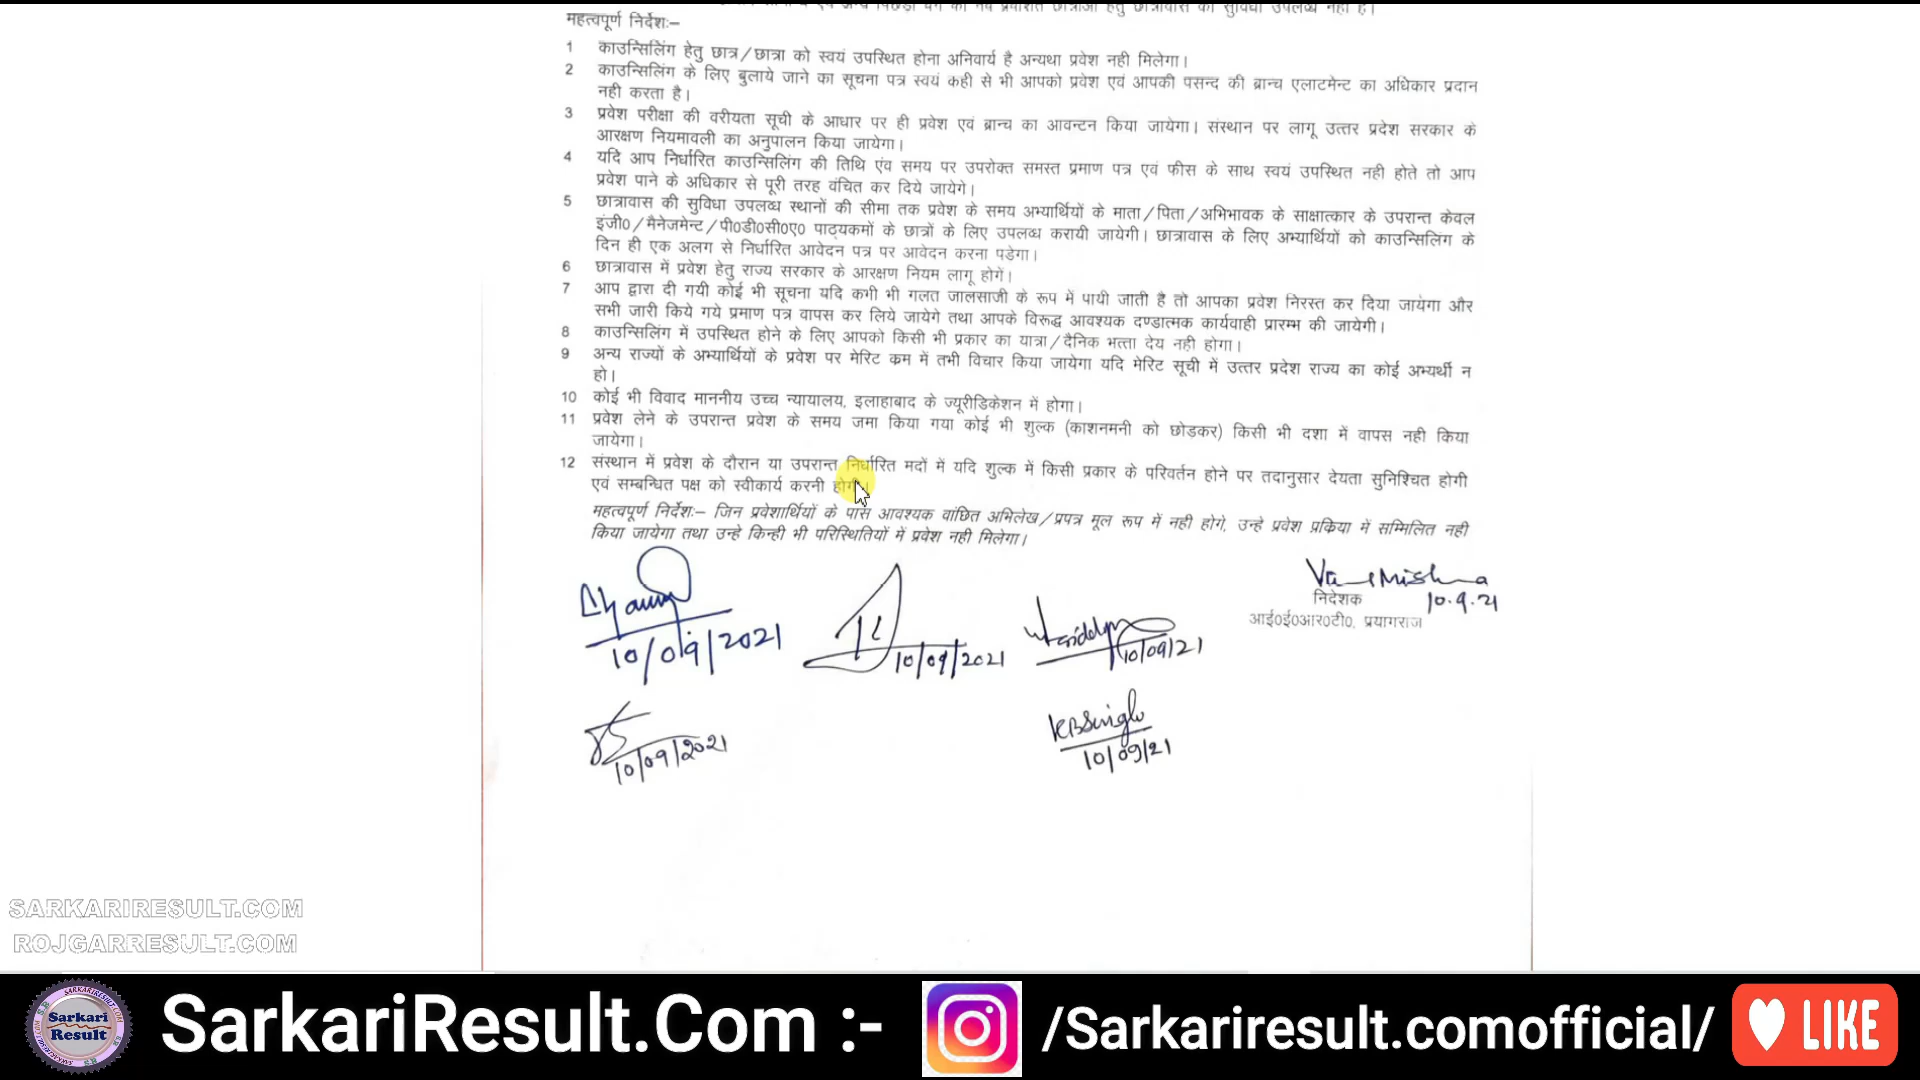 महत्वपूर्ण निर्देशः–
1 काउन्सिलिंग हेतु छात्र/छात्रा को स्वयं उपस्थित होना अनिवार्य है अन्यथा प्रवेश नही मिलेगा।
2 काउन्सिलिंग के लिए बुलाये जाने का सूचना पत्र स्वयं कही से भी आपको प्रवेश एवं आपकी पसन्द की ब्रान्च एलाटमेन्ट का अधिकार प्रदान
नही करता है।
3 प्रवेश परीक्षा की वरीयता सूची के आधार पर ही प्रवेश एवं ब्रान्च का आवन्टन किया जायेगा। संस्थान पर लागू उत्तर प्रदेश सरकार के
आरक्षण नियमावली का अनुपालन किया जायेगा।
4 यदि आप निर्धारित काउन्सिलिंग की तिथि एंव समय पर उपरोक्त समस्त प्रमाण पत्र एवं फीस के साथ स्वयं उपस्थित नही होते तो आप
प्रवेश पाने के अधिकार से पूरी तरह वंचित कर दिये जायेगे।
5 छात्रावास की सुविधा उपलब्ध स्थानों की सीमा तक प्रवेश के समय अभ्यार्थियों के माता/पिता/अभिभावक के साक्षात्कार के उपरान्त केवल
इंजी0/मैनेजमेन्ट/पी0डी0सी0ए0 पाठ्यकमों के छात्रों के लिए उपलब्ध करायी जायेगी। छात्रावास के लिए अभ्यार्थियों को काउन्सिलिंग के
दिन ही एक अलग से निर्धारित आवेदन पत्र पर आवेदन करना पडेगा।
6 छात्रावास में प्रवेश हेतु राज्य सरकार के आरक्षण नियम लागू होगें।
7 आप द्वारा दी गयी कोई भी सूचना यदि कभी भी गलत जालसाजी के रूप में पायी जाती है तो आपका प्रवेश निरस्त कर दिया जायेगा और
सभी जारी किये गये प्रमाण पत्र वापस कर लिये जायेगे तथा आपके विरूद्ध आवश्यक दण्डात्मक कार्यवाही प्रारम्भ की जायेगी।
8 काउन्सिलिंग में उपस्थित होने के लिए आपको किसी भी प्रकार का यात्रा/दैनिक भत्ता देय नही होगा।
9 अन्य राज्यों के अभ्यार्थियों के प्रवेश पर मेरिट कम में तभी विचार किया जायेगा यदि मेरिट सूची में उत्तर प्रदेश राज्य का कोई अभ्यर्थी न
हो।
10 कोई भी विवाद माननीय उच्च न्यायालय, इलाहाबाद के ज्यूरीडिकेशन में होगा।
11 प्रवेश लेने के उपरान्त प्रवेश के समय जमा किया गया कोई भी शुल्क (काशनमनी को छोडकर) किसी भी दशा में वापस नही किया
जायेगा।
12 संस्थान में प्रवेश के दौरान या उपरान्त निर्धारित मदों में यदि शुल्क में किसी प्रकार के परिवर्तन होने पर तदानुसार देयता सुनिश्चित होगी
एवं सम्बन्धित पक्ष को स्वीकार्य करनी होगी।
महत्वपूर्ण निर्देशः– जिन प्रवेशार्थियों के पास आवश्यक वांछित अभिलेख/प्रपत्र मूल रूप में नही होगे, उन्हे प्रवेश प्रकिया में सम्मिलित नही
किया जायेगा तथा उन्हे किन्ही भी परिस्थितियों में प्रवेश नही मिलेगा।
निदेशक
10.9.21
आई0ई0आर0टी0, प्रयागराज
10/09/2021
10/09/2021
10/09/21
10/09/2021
KBSingh
10/09/21
SARKARIRESULT.COM
ROJGARRESULT.COM
Sarkari
Result
SarkariResult.Com :-
/Sarkariresult.comofficial/
LIKE